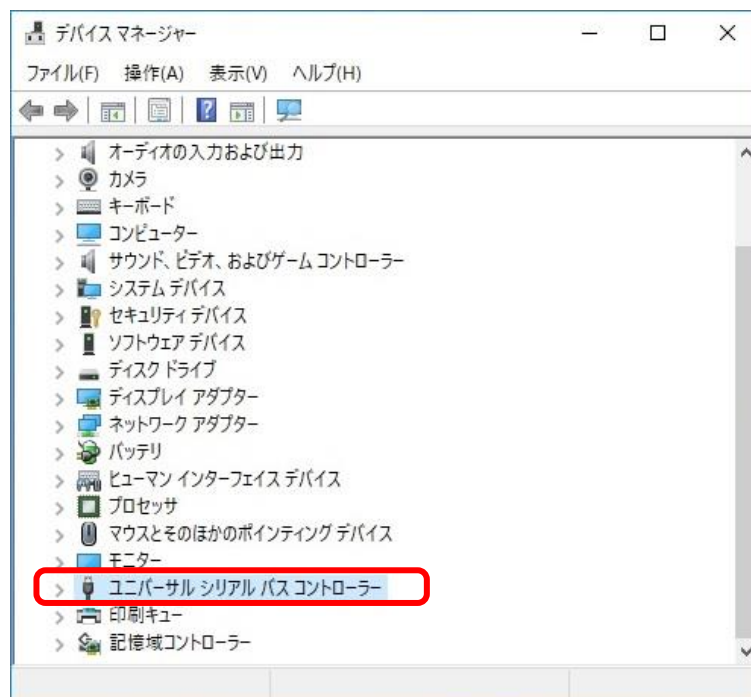 デバイス マネージャー
ファイル(F) 操作(A) 表示(V) ヘルプ(H)
オーディオの入力および出力
カメラ
キーボード
コンピューター
サウンド、ビデオ、およびゲーム コントローラー
システム デバイス
セキュリティ デバイス
ソフトウェア デバイス
ディスク ドライブ
ディスプレイ アダプター
ネットワーク アダプター
バッテリ
ヒューマン インターフェイス デバイス
プロセッサ
マウスとそのほかのポインティング デバイス
モニター
ユニバーサル シリアル バス コントローラー
印刷キュー
記憶域コントローラー